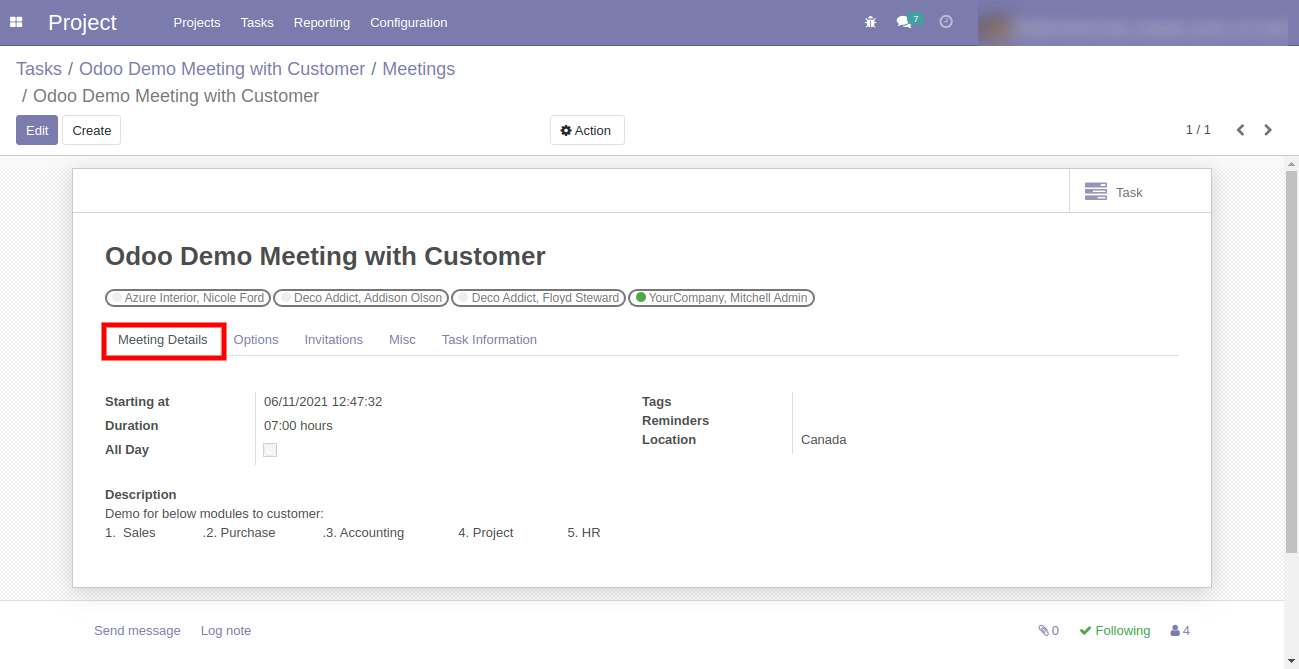 Project Projects Tasks Reporting Configuration 7
Tasks / Odoo Demo Meeting with Customer / Meetings
/ Odoo Demo Meeting with Customer
Edit Create Action 1 / 1
Task
Odoo Demo Meeting with Customer
Azure Interior, Nicole Ford Deco Addict, Addison Olson Deco Addict, Floyd Steward YourCompany, Mitchell Admin
Meeting Details Options Invitations Misc Task Information
Starting at 06/11/2021 12:47:32
Duration 07:00 hours
All Day
Tags
Reminders
Location Canada
Description
Demo for below modules to customer:
1. Sales .2. Purchase .3. Accounting 4. Project 5. HR
Send message Log note 0 Following 4